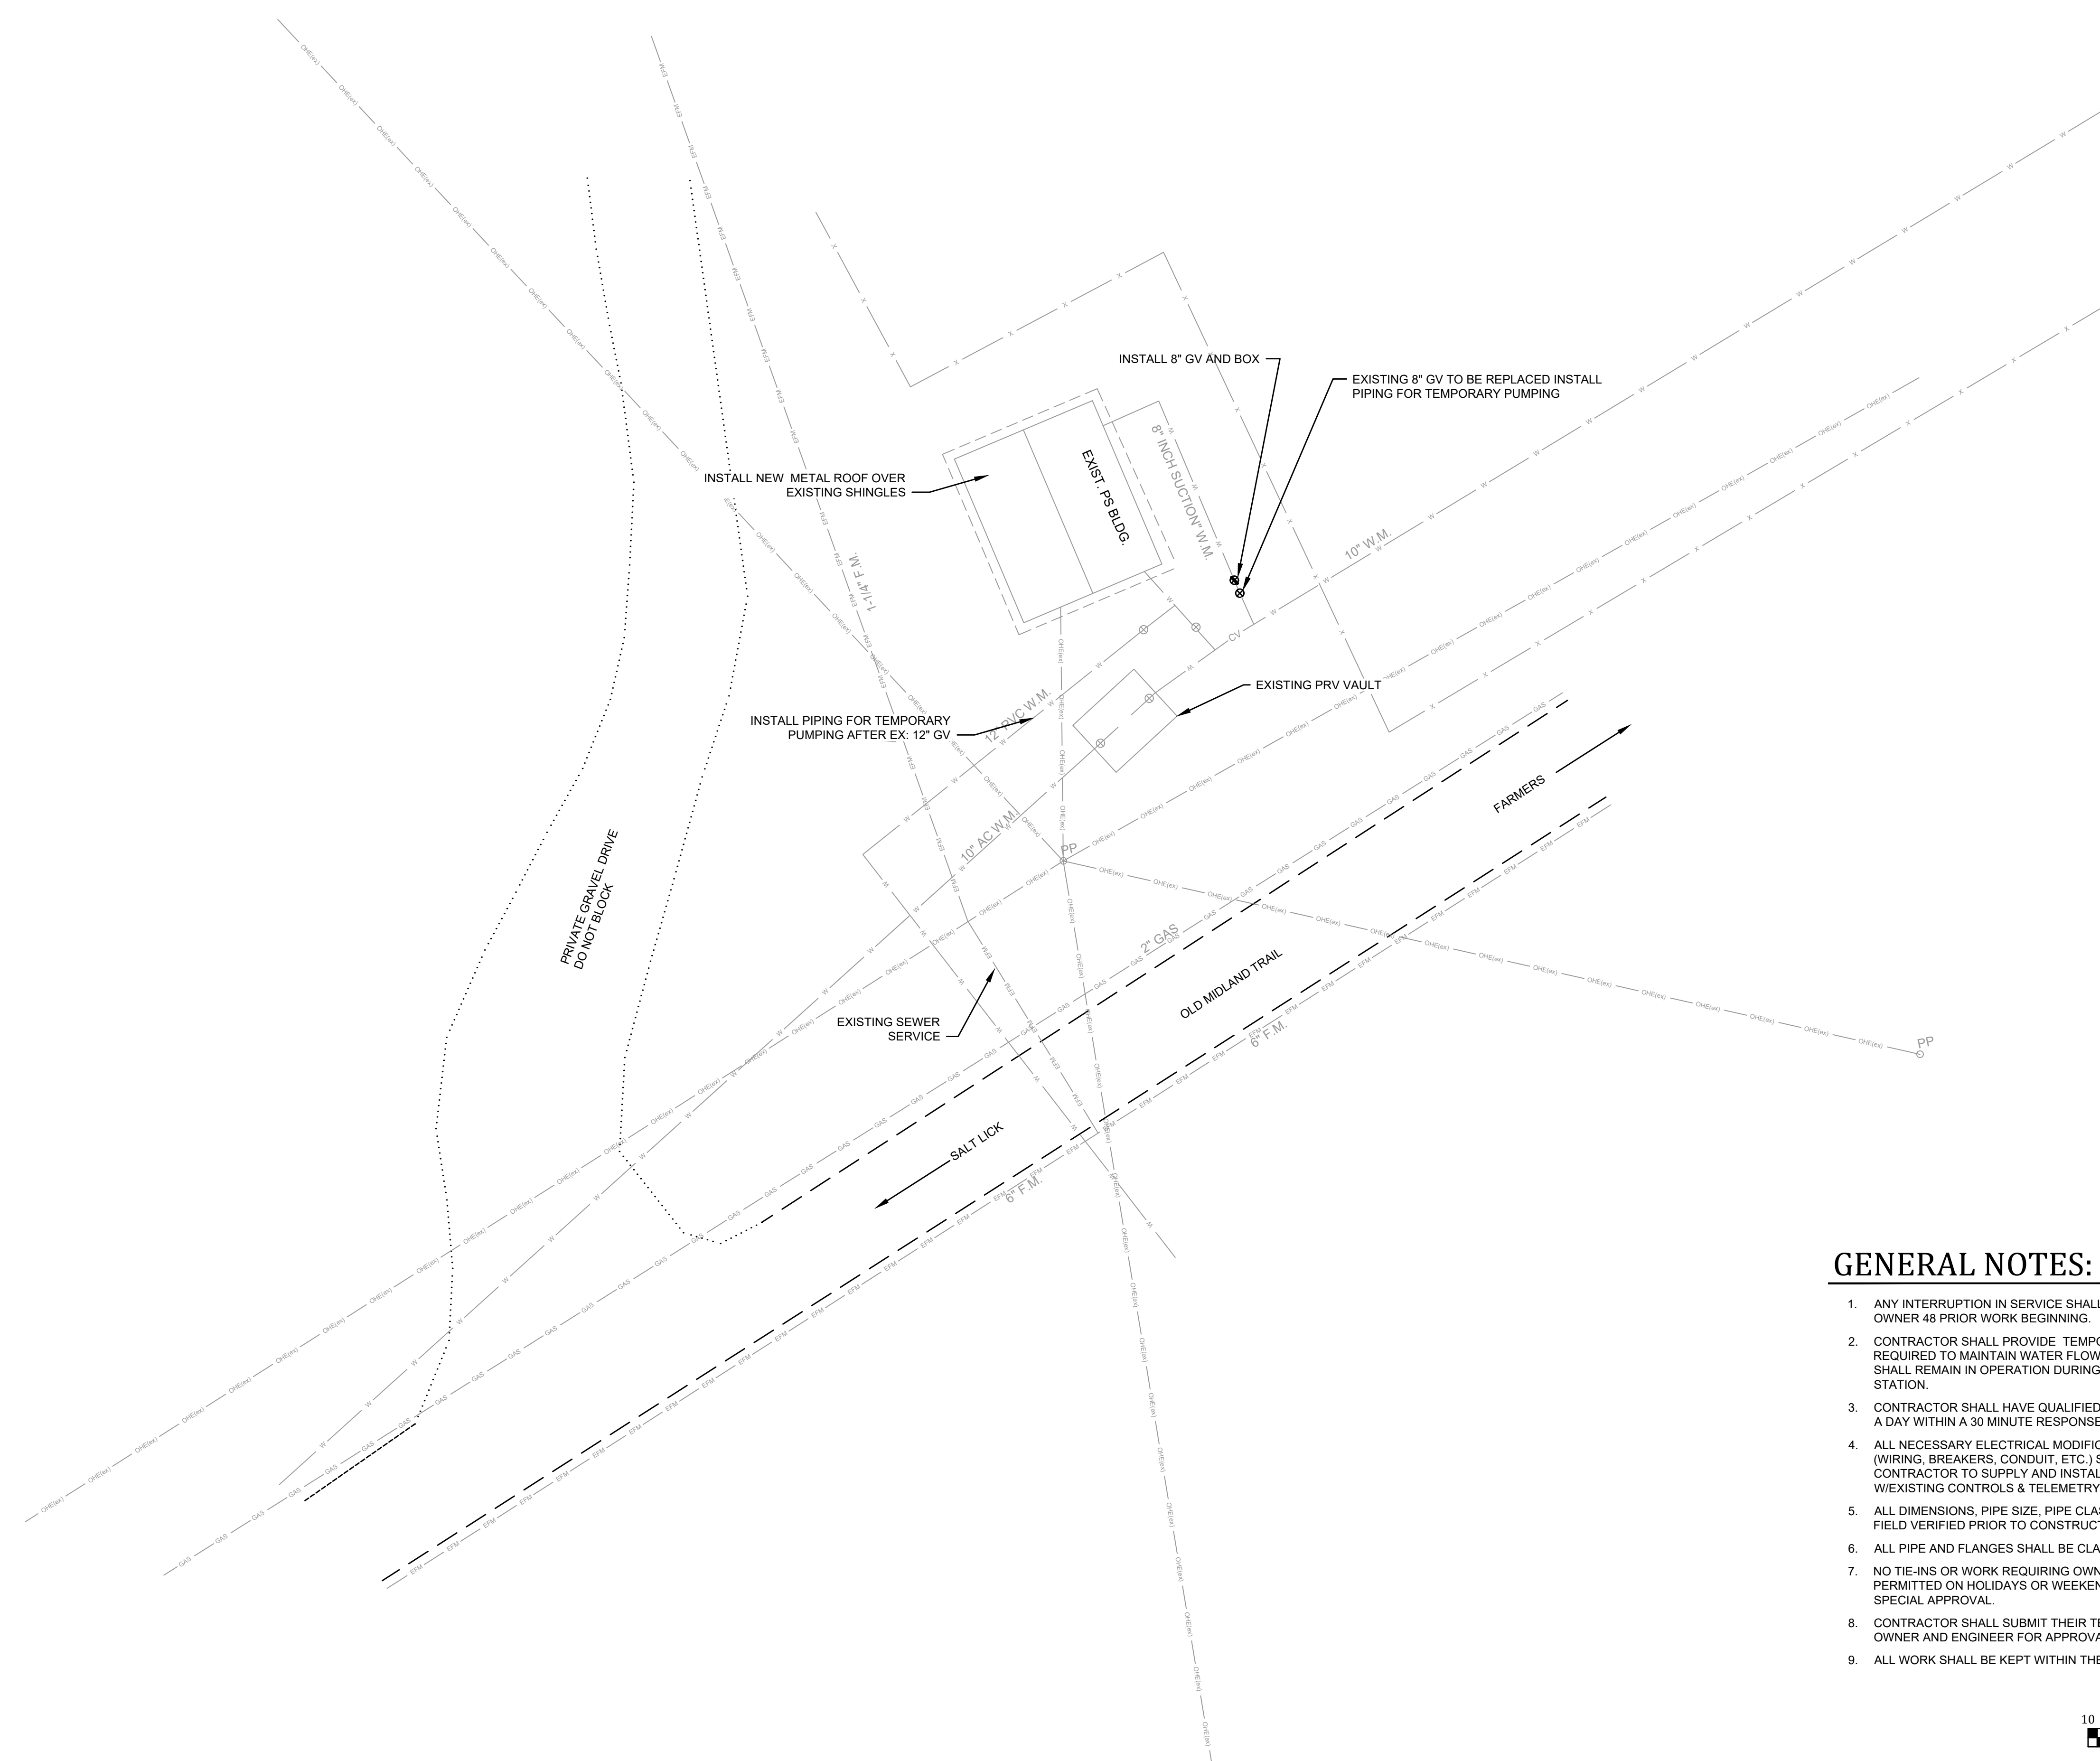 INSTALL 8" GV AND BOX
EXISTING 8" GV TO BE REPLACED INSTALL
PIPING FOR TEMPORARY PUMPING
INSTALL NEW METAL ROOF OVER
EXISTING SHINGLES
EXIST. PS BLDG.
8" INCH SUCTION" W.M.
10" W.M.
1-1/4" F.M.
CV
EXISTING PRV VAULT
12" PVC W.M.
INSTALL PIPING FOR TEMPORARY
PUMPING AFTER EX: 12" GV
10" AC W.M.
PP
FARMERS
PRIVATE GRAVEL DRIVE
DO NOT BLOCK
2" GAS
OLD MIDLAND TRAIL
EXISTING SEWER
SERVICE
6" F.M.
PP
SALT LICK
6" F.M.
OHE(ex)
EFM
GAS
W
X
GENERAL NOTES:
1. ANY INTERRUPTION IN SERVICE SHALL
OWNER 48 PRIOR WORK BEGINNING.
2. CONTRACTOR SHALL PROVIDE TEMPO
REQUIRED TO MAINTAIN WATER FLOW
SHALL REMAIN IN OPERATION DURING
STATION.
3. CONTRACTOR SHALL HAVE QUALIFIED
A DAY WITHIN A 30 MINUTE RESPONSE
4. ALL NECESSARY ELECTRICAL MODIFIC
(WIRING, BREAKERS, CONDUIT, ETC.) S
CONTRACTOR TO SUPPLY AND INSTAL
W/EXISTING CONTROLS & TELEMETRY
5. ALL DIMENSIONS, PIPE SIZE, PIPE CLAS
FIELD VERIFIED PRIOR TO CONSTRUCT
6. ALL PIPE AND FLANGES SHALL BE CLA
7. NO TIE-INS OR WORK REQUIRING OWN
PERMITTED ON HOLIDAYS OR WEEKEN
SPECIAL APPROVAL.
8. CONTRACTOR SHALL SUBMIT THEIR TE
OWNER AND ENGINEER FOR APPROVA
9. ALL WORK SHALL BE KEPT WITHIN THE
10